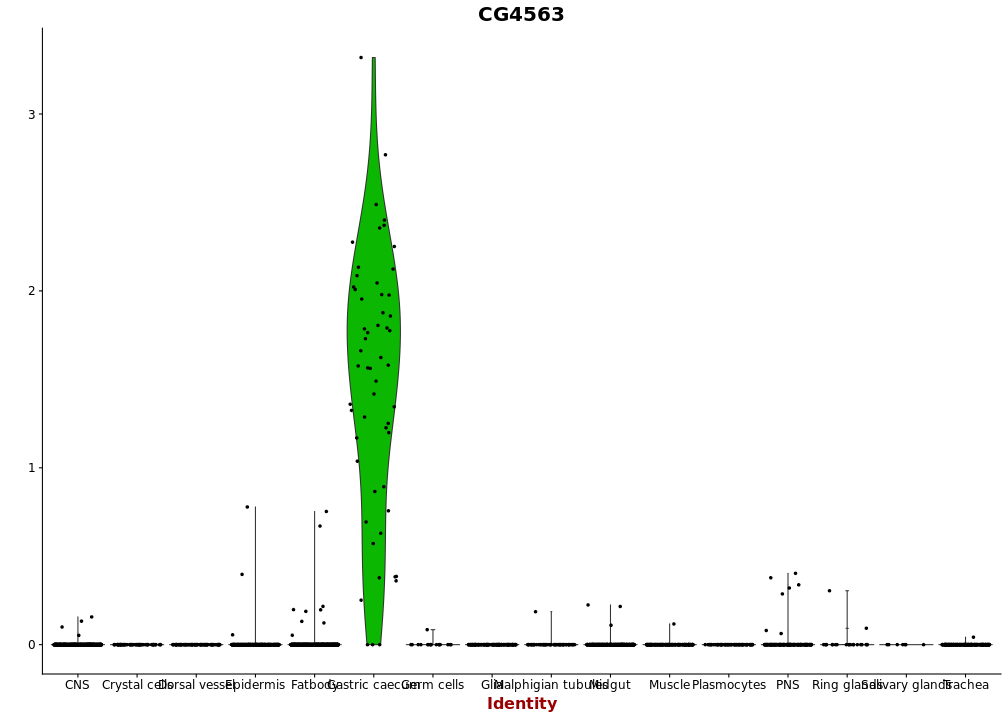 CG4563
3
2
1
0
CNS Crystal cells Dorsal vessel Epidermis Fatbody Gastric caecum Germ cells Glia Malphigian tubules Midgut Muscle Plasmocytes PNS Ring glands Salivary glands Trachea
Identity